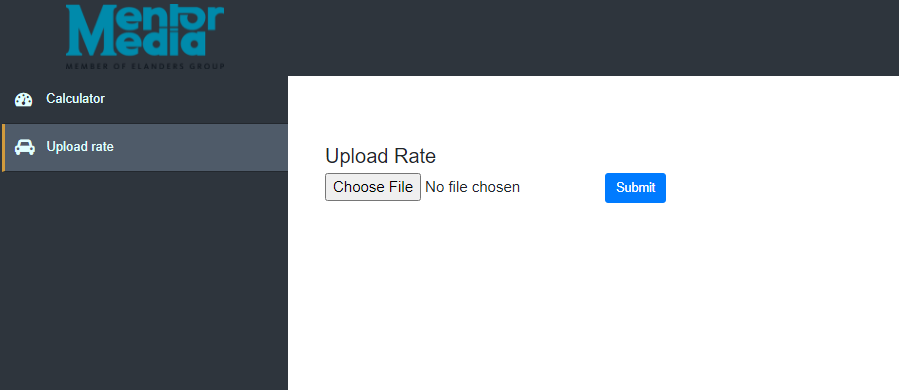 Mentor
Media
MEMBER OF ELANDERS GROUP
Calculator
Upload rate
Upload Rate
Choose File No file chosen
Submit